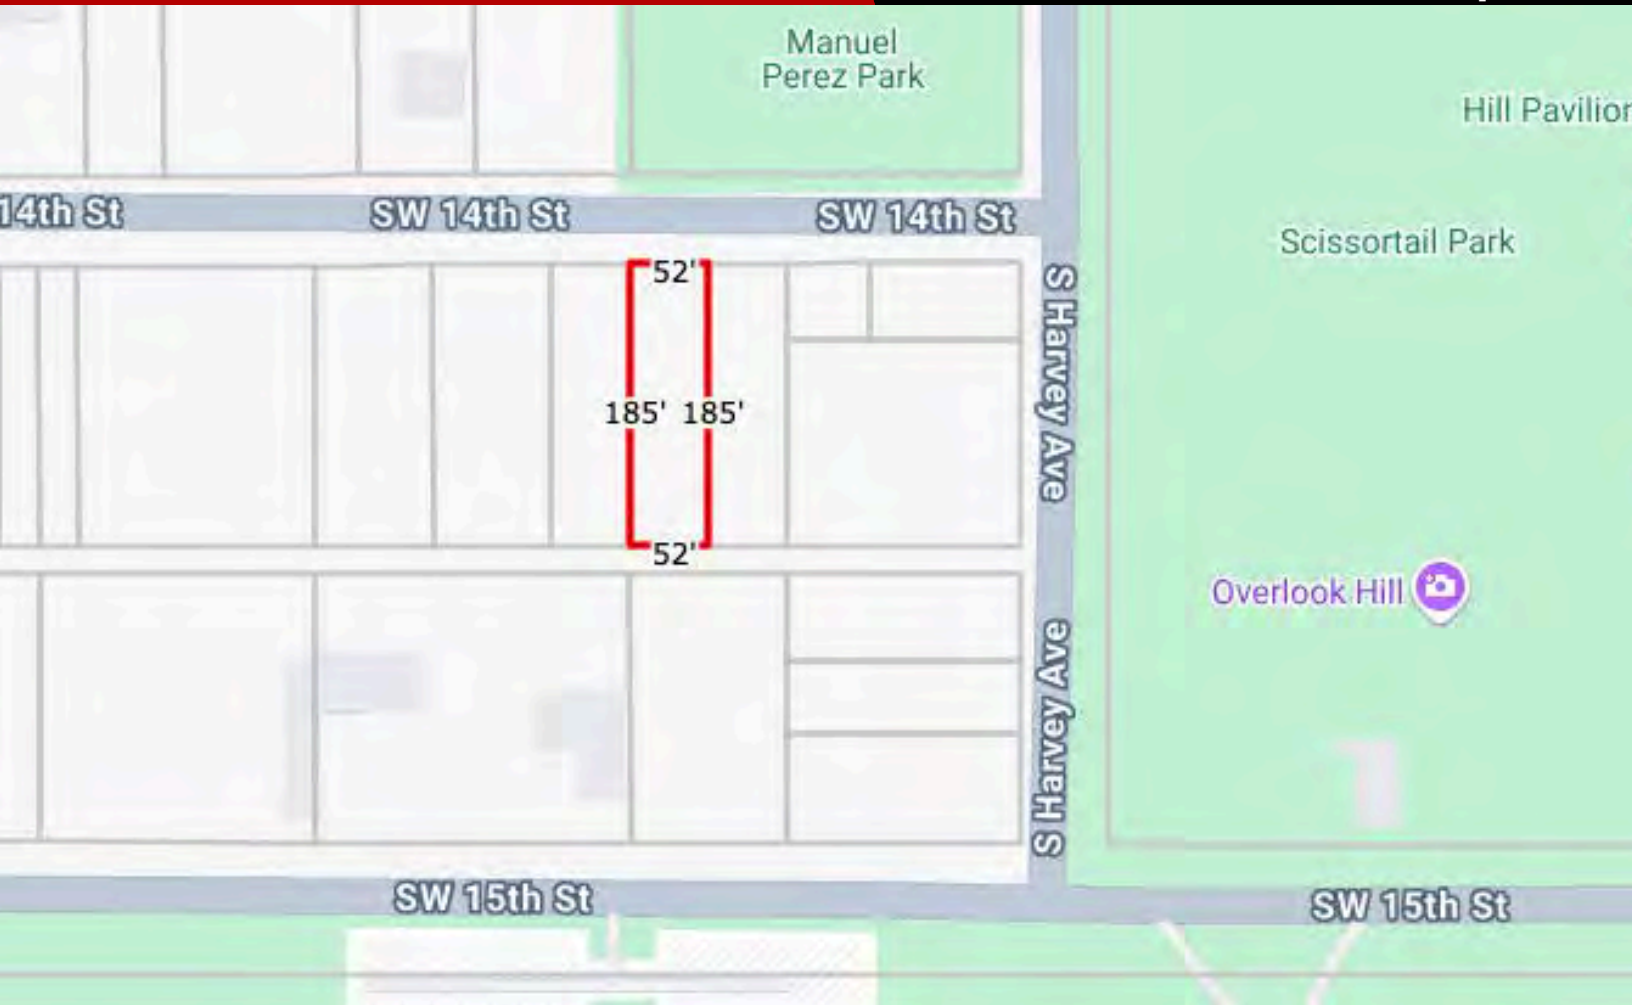 Manuel
Perez Park
Hill Pavilion
14th St
SW 14th St
SW 14th St
Scissortail Park
52'
S Harvey Ave
185'
185'
52'
Overlook Hill
S Harvey Ave
SW 15th St
SW 15th St